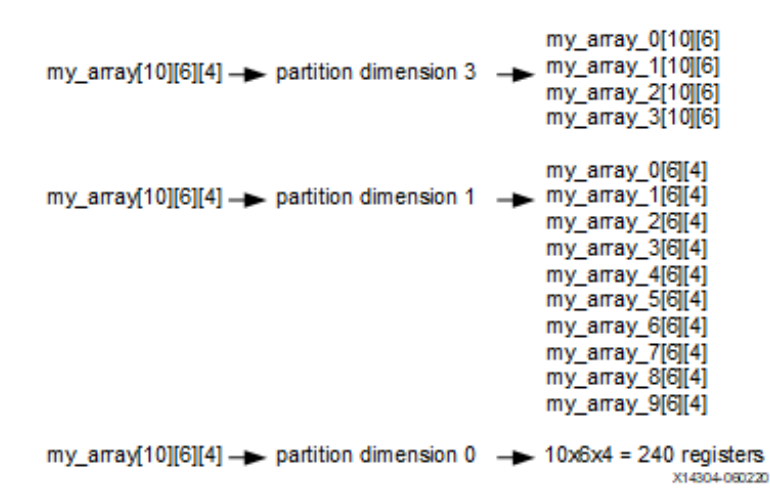 my_array_0[10][6]
my_array[10][6][4] → partition dimension 3 → my_array_1[10][6]
my_array_2[10][6]
my_array_3[10][6]
my_array_0[6][4]
my_array[10][6][4] → partition dimension 1 → my_array_1[6][4]
my_array_2[6][4]
my_array_3[6][4]
my_array_4[6][4]
my_array_5[6][4]
my_array_6[6][4]
my_array_7[6][4]
my_array_8[6][4]
my_array_9[6][4]
my_array[10][6][4] → partition dimension 0 → 10x6x4 = 240 registers
X14304-060220